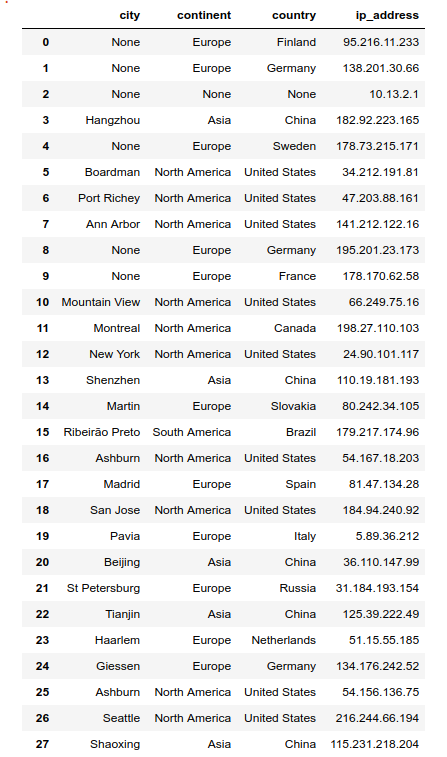 city continent country ip_address
0 None Europe Finland 95.216.11.233
1 None Europe Germany 138.201.30.66
2 None None None 10.13.2.1
3 Hangzhou Asia China 182.92.223.165
4 None Europe Sweden 178.73.215.171
5 Boardman North America United States 34.212.191.81
6 Port Richey North America United States 47.203.88.161
7 Ann Arbor North America United States 141.212.122.16
8 None Europe Germany 195.201.23.173
9 None Europe France 178.170.62.58
10 Mountain View North America United States 66.249.75.16
11 Montreal North America Canada 198.27.110.103
12 New York North America United States 24.90.101.117
13 Shenzhen Asia China 110.19.181.193
14 Martin Europe Slovakia 80.242.34.105
15 Ribeirão Preto South America Brazil 179.217.174.96
16 Ashburn North America United States 54.167.18.203
17 Madrid Europe Spain 81.47.134.28
18 San Jose North America United States 184.94.240.92
19 Pavia Europe Italy 5.89.36.212
20 Beijing Asia China 36.110.147.99
21 St Petersburg Europe Russia 31.184.193.154
22 Tianjin Asia China 125.39.222.49
23 Haarlem Europe Netherlands 51.15.55.185
24 Giessen Europe Germany 134.176.242.52
25 Ashburn North America United States 54.156.136.75
26 Seattle North America United States 216.244.66.194
27 Shaoxing Asia China 115.231.218.204